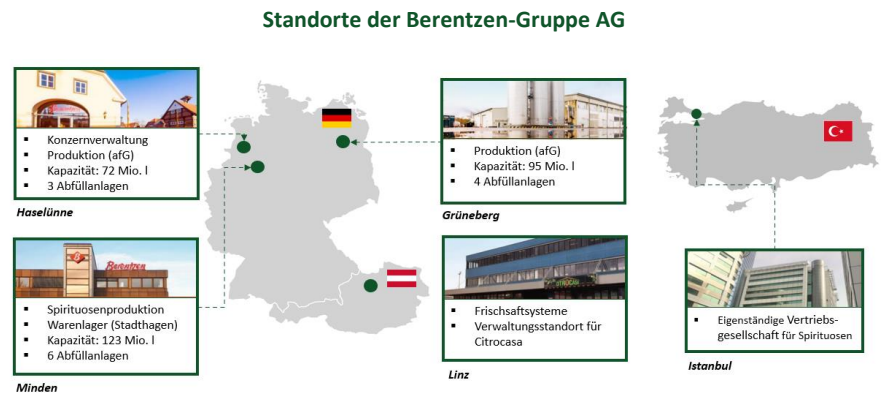 Standorte der Berentzen-Gruppe AG
▪ Konzernverwaltung
▪ Produktion (afG)
▪ Kapazität: 72 Mio. l
▪ 3 Abfüllanlagen
Haselünne
▪ Produktion (afG)
▪ Kapazität: 95 Mio. l
▪ 4 Abfüllanlagen
Grüneberg
Berentzen
▪ Spirituosenproduktion
▪ Warenlager (Stadthagen)
▪ Kapazität: 123 Mio. l
▪ 6 Abfüllanlagen
Minden
▪ Frischsaftsysteme
▪ Verwaltungsstandort für
Citrocasa
Linz
▪ Eigenständige Vertriebs-
gesellschaft für Spirituosen
Istanbul